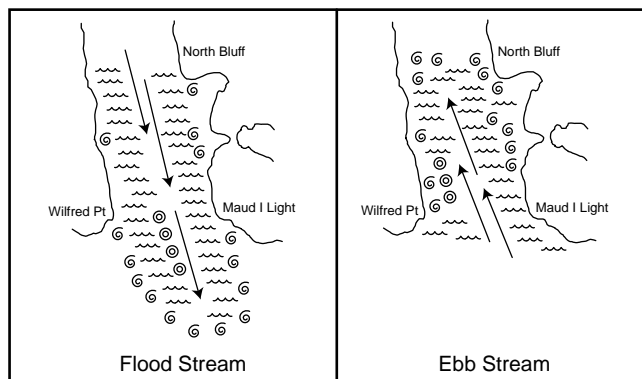 North Bluff
Wilfred Pt
Maud I Light
Flood Stream
North Bluff
Wilfred Pt
Maud I Light
Ebb Stream